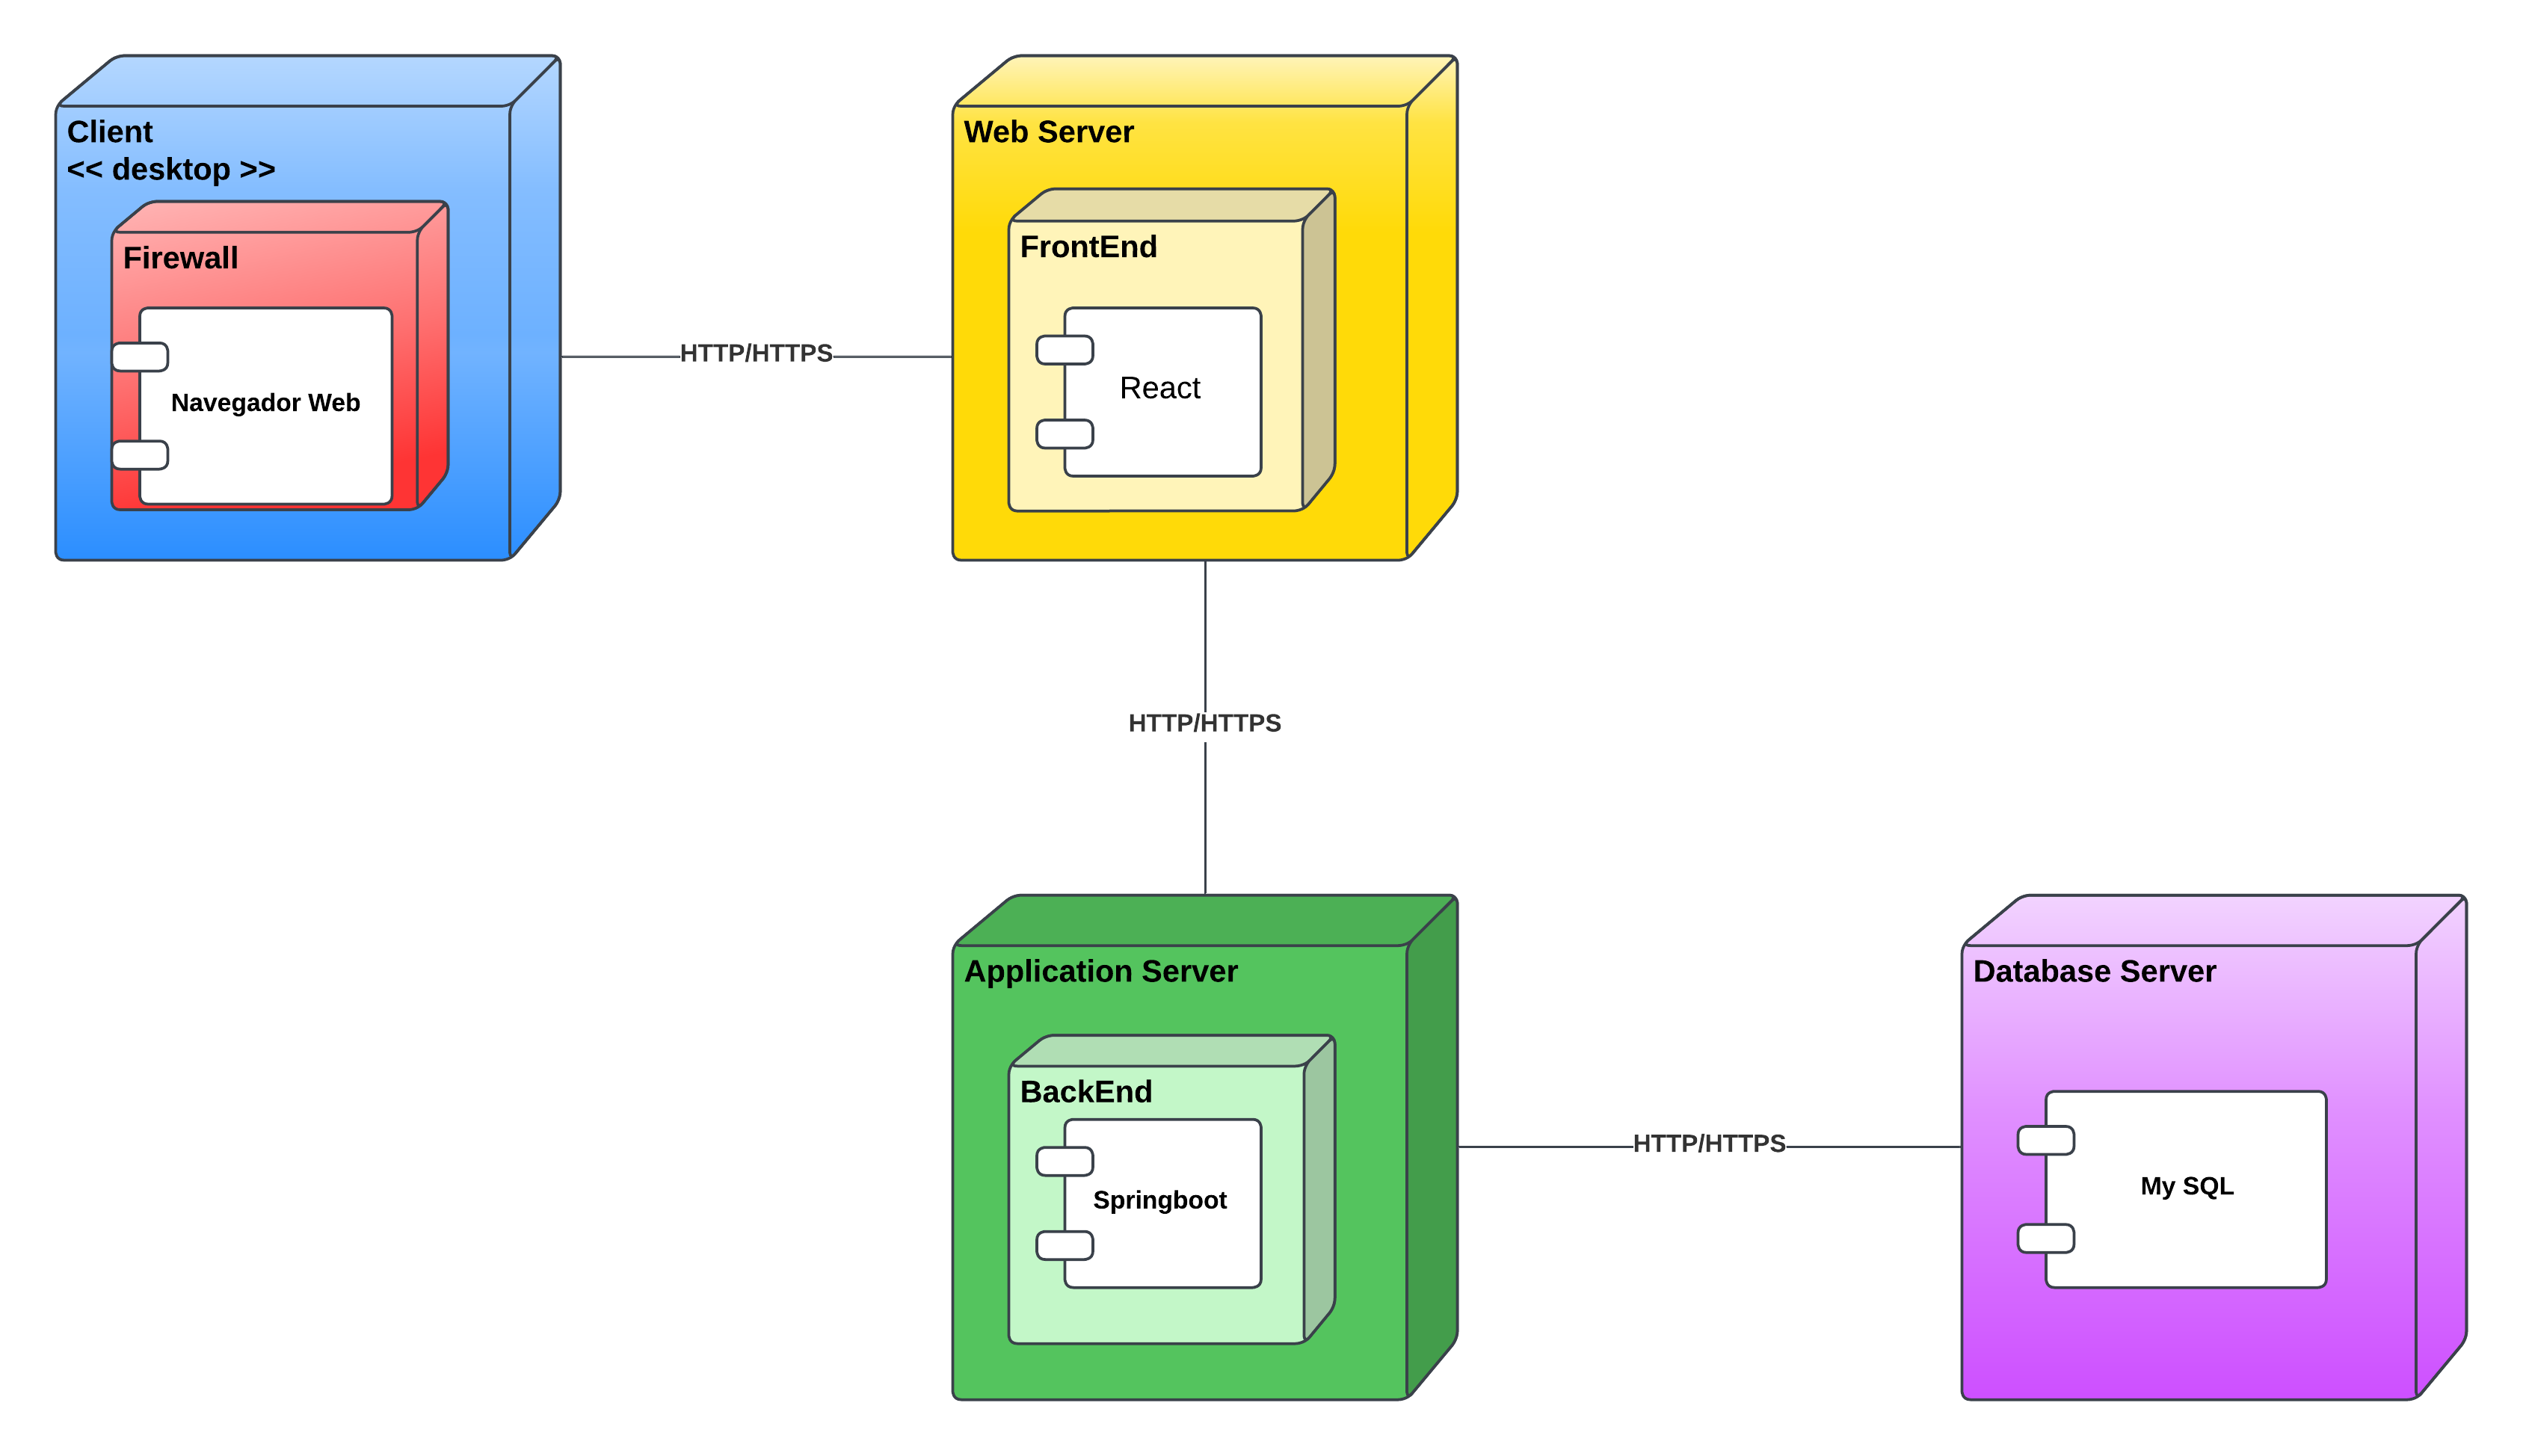 Client
<< desktop >>
Firewall
Navegador Web
HTTP/HTTPS
Web Server
FrontEnd
React
HTTP/HTTPS
Application Server
BackEnd
Springboot
HTTP/HTTPS
Database Server
My SQL